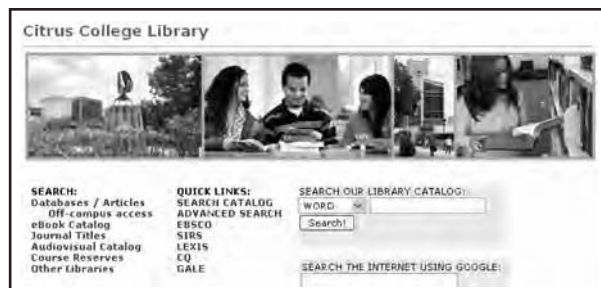 Citrus College Library
SEARCH:
Databases / Articles
Off-campus access
eBook Catalog
Journal Titles
Audiovisual Catalog
Course Reserves
Other Libraries
QUICK LINKS:
SEARCH CATALOG
ADVANCED SEARCH
EBSCO
SIRS
LEXIS
CQ
GALE
SEARCH OUR LIBRARY CATALOG:
WORD
Search!
SEARCH THE INTERNET USING GOOGLE: